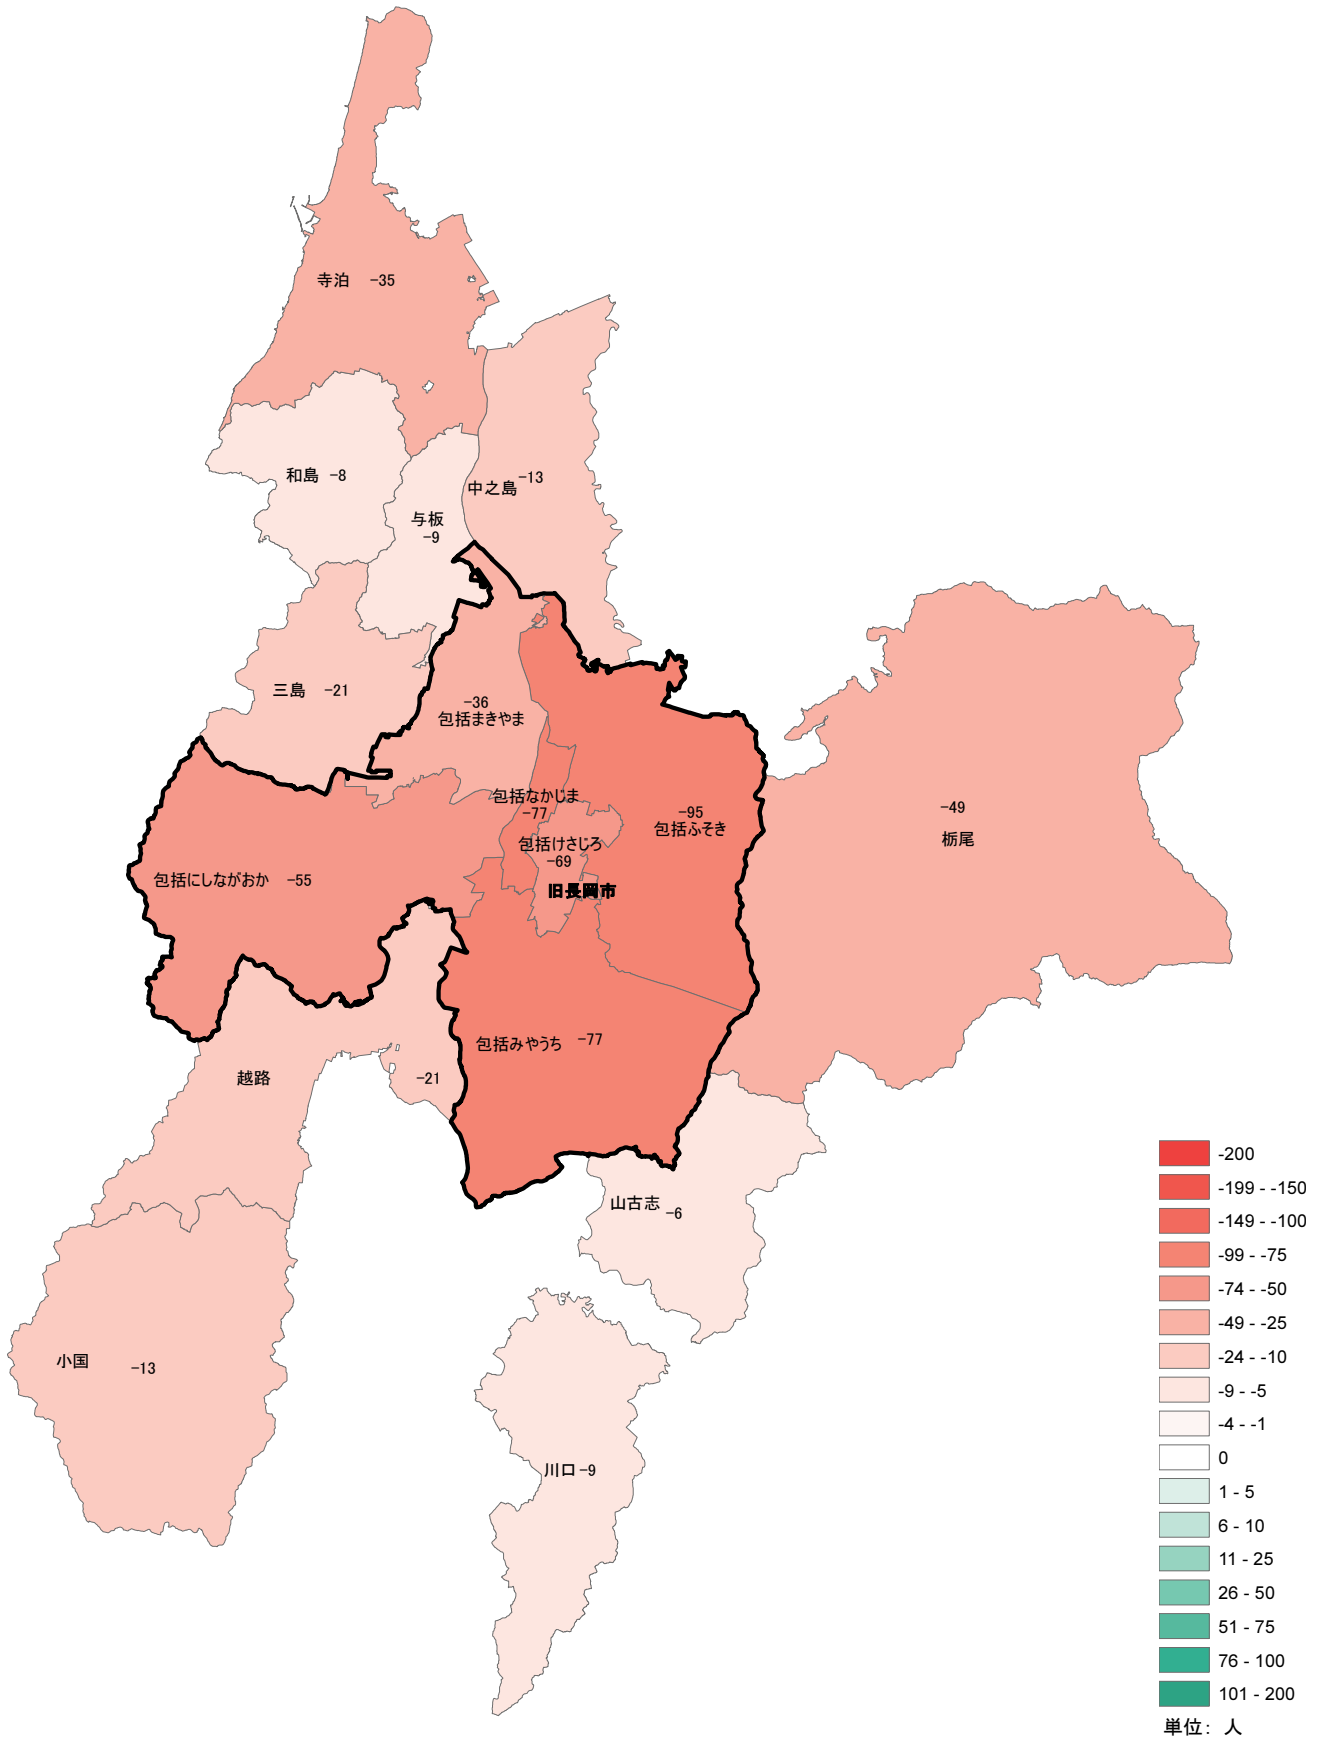 寺泊 -35
和島 -8
中之島 -13
与板
-9
三島 -21
-36
包括まきやま
包括なかじま
-77
-95
包括ふそき
-49
栃尾
包括けさじろ
-69
包括にしながおか -55
旧長岡市
包括みやうち -77
越路
-21
山古志 -6
小国 -13
川口 -9
-200
-199 - -150
-149 - -100
-99 - -75
-74 - -50
-49 - -25
-24 - -10
-9 - -5
-4 - -1
0
1 - 5
6 - 10
11 - 25
26 - 50
51 - 75
76 - 100
101 - 200
単位: 人